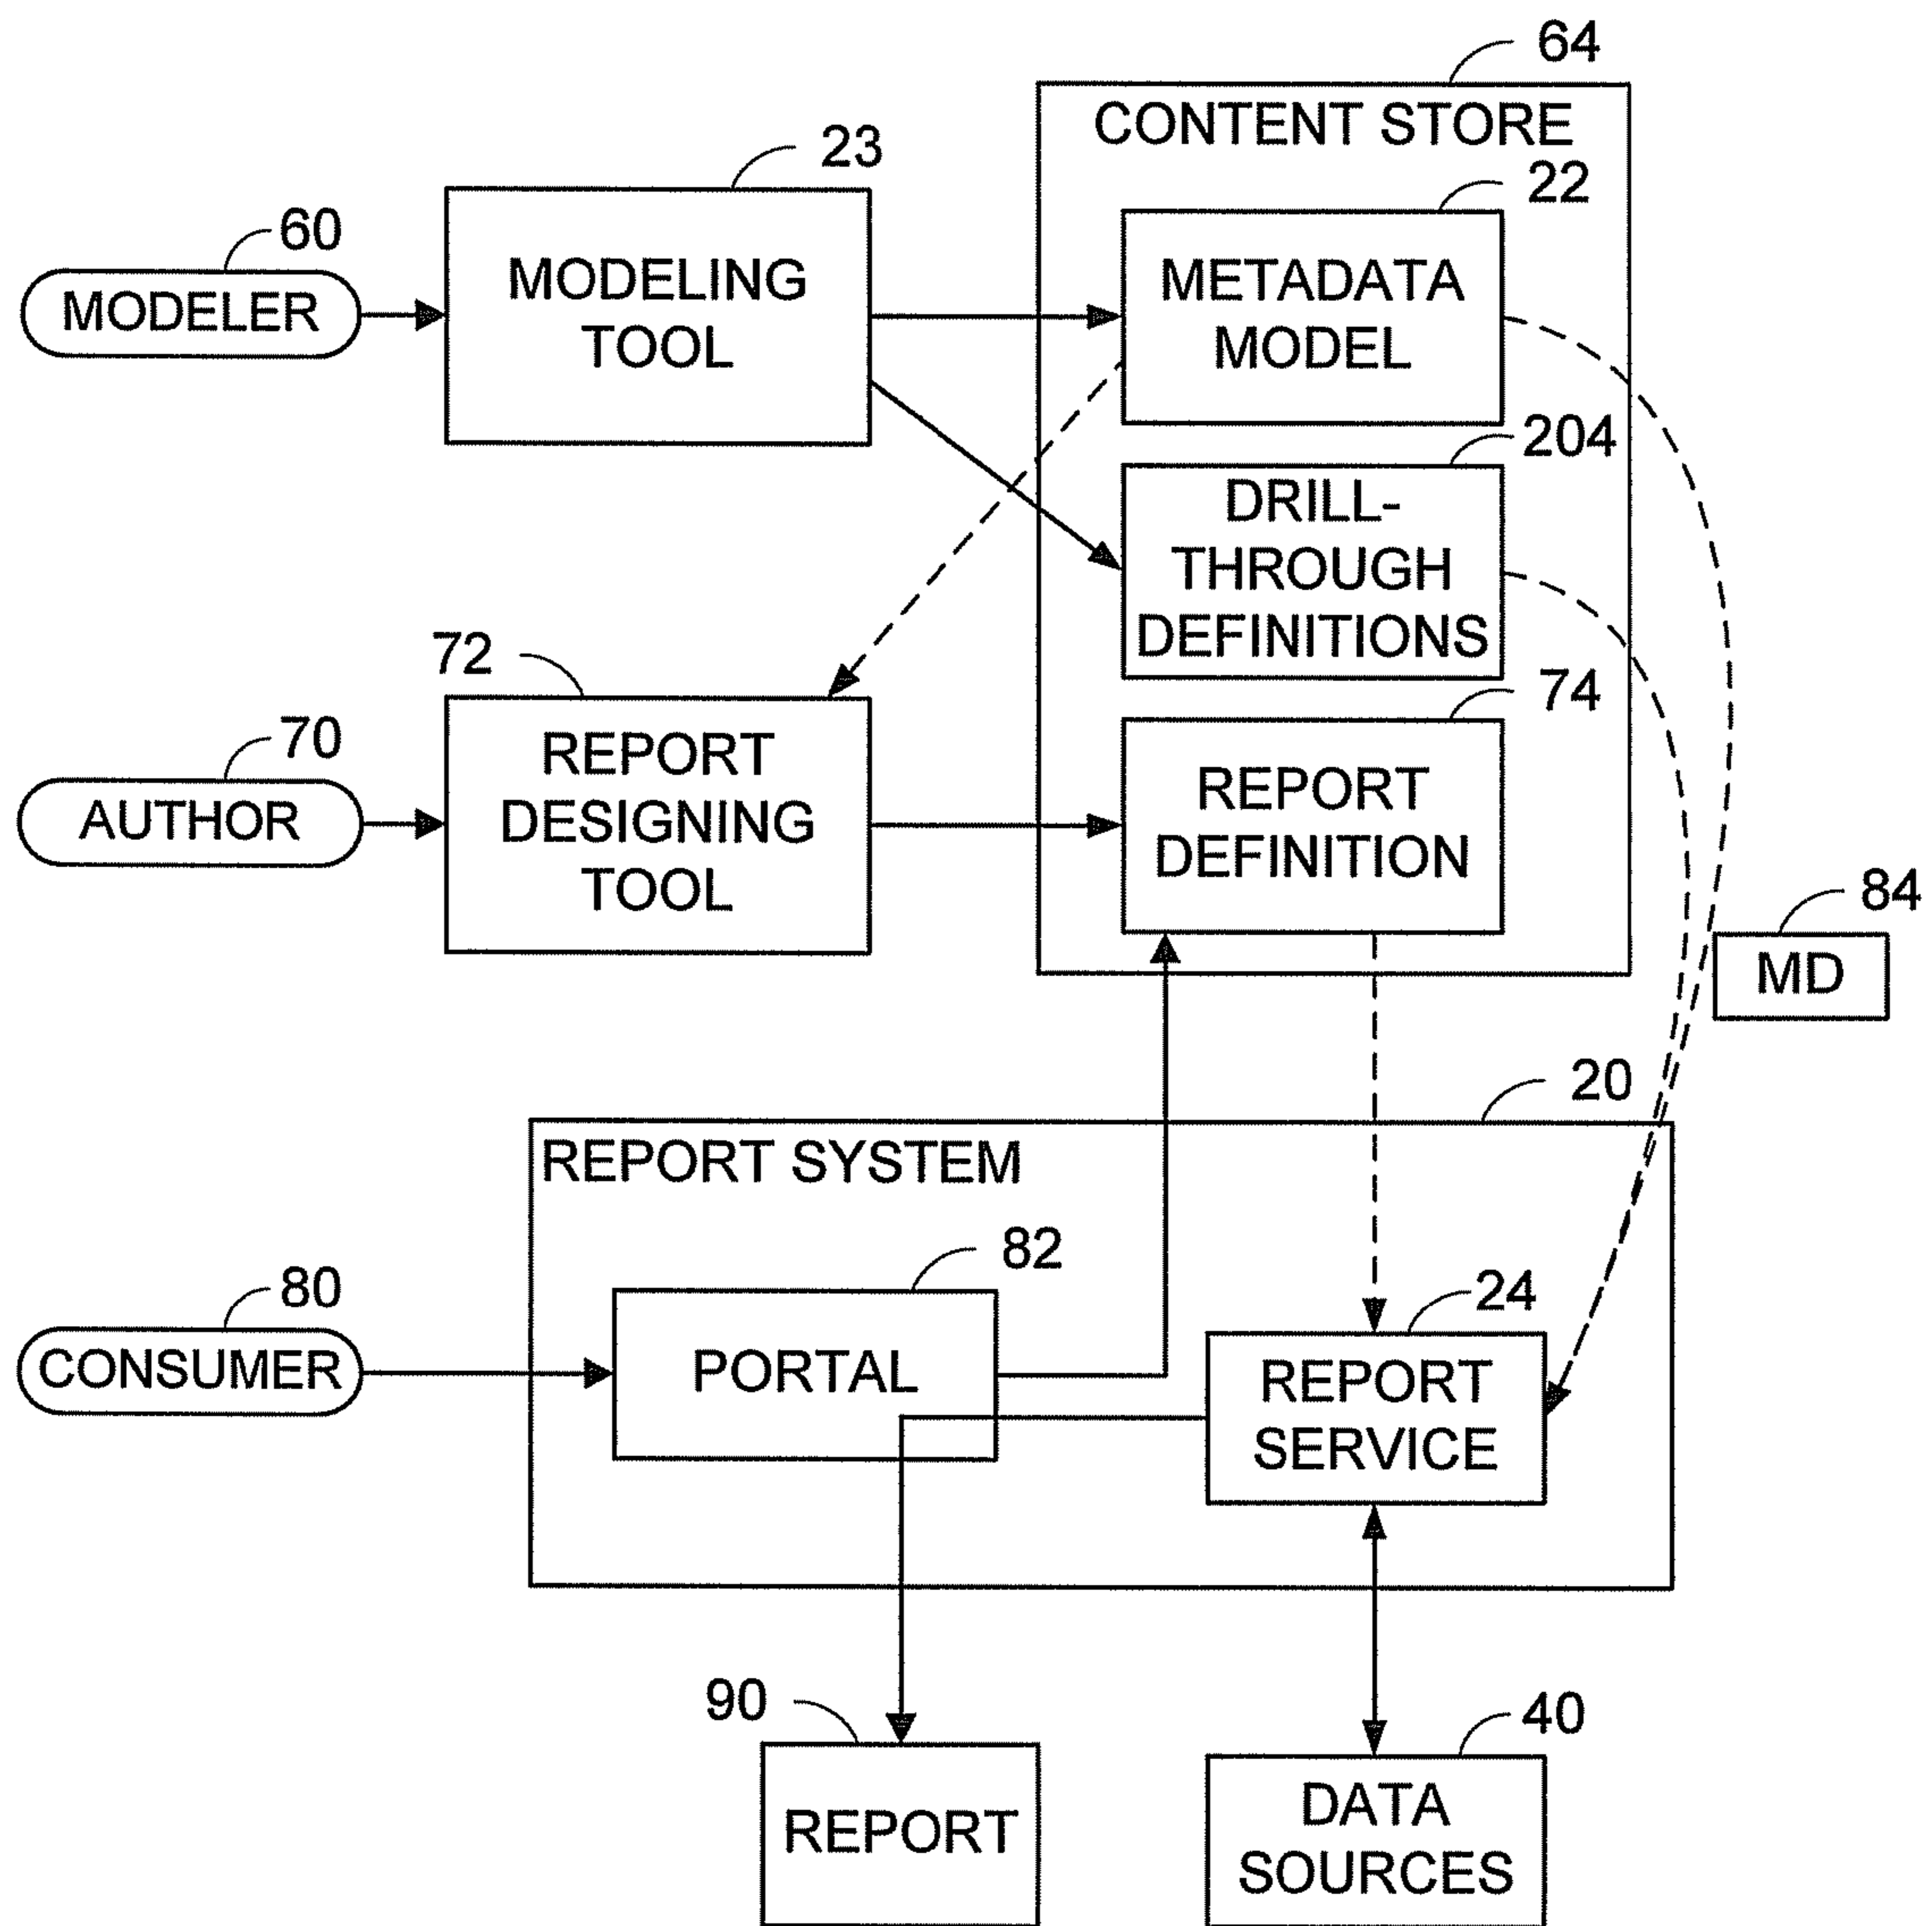 64
CONTENT STORE
23
22
60
MODELER
MODELING
TOOL
METADATA
MODEL
204
DRILL-
THROUGH
DEFINITIONS
72
74
70
AUTHOR
REPORT
DESIGNING
TOOL
REPORT
DEFINITION
84
MD
20
REPORT SYSTEM
82
80
CONSUMER
PORTAL
24
REPORT
SERVICE
90
REPORT
40
DATA
SOURCES